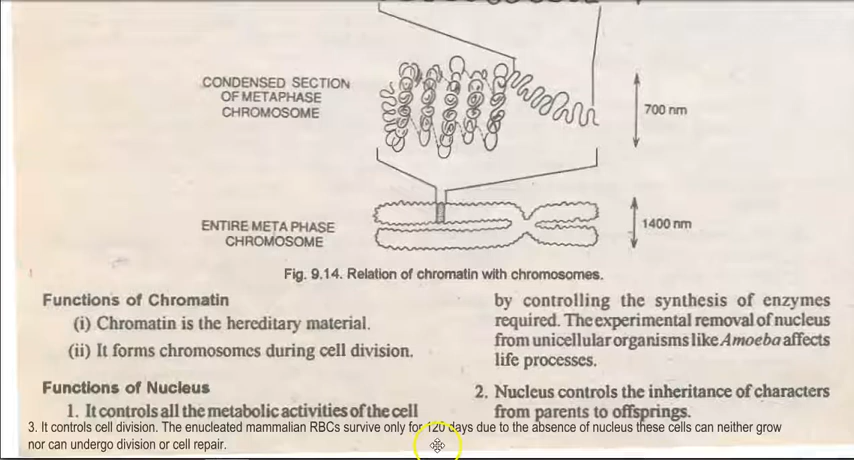 CONDENSED SECTION
OF METAPHASE
CHROMOSOME
700 nm
ENTIRE META PHASE
CHROMOSOME
1400 nm
Fig. 9.14. Relation of chromatin with chromosomes.
Functions of Chromatin
(i) Chromatin is the hereditary material.
(ii) It forms chromosomes during cell division.
Functions of Nucleus
1. It controls all the metabolic activities of the cell
by controlling the synthesis of enzymes
required. The experimental removal of nucleus
from unicellular organisms like Amoeba affects
life processes.
2. Nucleus controls the inheritance of characters
from parents to offsprings.
3. It controls cell division. The enucleated mammalian RBCs survive only for 120 days due to the absence of nucleus these cells can neither grow
nor can undergo division or cell repair.